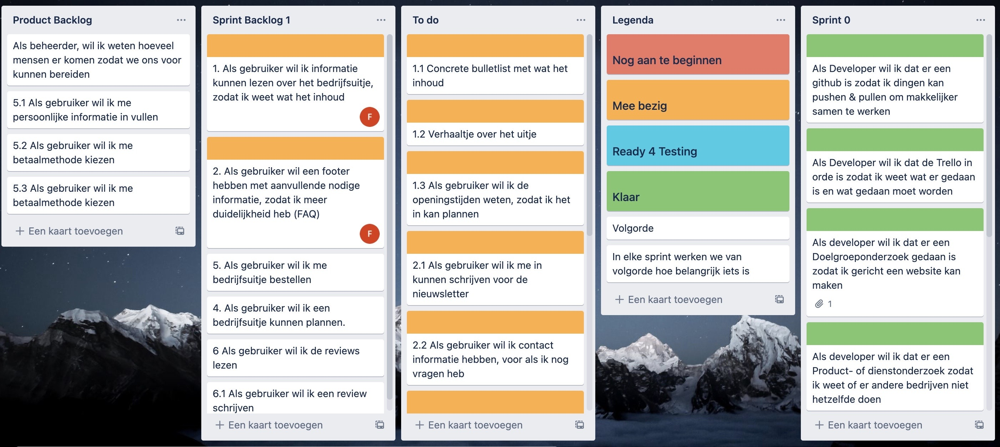 Product Backlog
Als beheerder, wil ik weten hoeveel
mensen er komen zodat we ons voor
kunnen bereiden
5.1 Als gebruiker wil ik me
persoonlijke informatie in vullen
5.2 Als gebruiker wil ik me
betaalmethode kiezen
5.3 Als gebruiker wil ik me
betaalmethode kiezen
Een kaart toevoegen
Sprint Backlog 1
1. Als gebruiker wil ik informatie
kunnen lezen over het bedrijfsuitje,
zodat ik weet wat het inhoud
F
2. Als gebruiker wil een footer
hebben met aanvullende nodige
informatie, zodat ik meer
duidelijkheid heb (FAQ)
F
5. Als gebruiker wil ik me
bedrijfsuitje bestellen
4. Als gebruiker wil ik een
bedrijfsuitje kunnen plannen.
6 Als gebruiker wil ik de reviews
lezen
6.1 Als gebruiker wil ik een review
schrijven
Een kaart toevoegen
To do
1.1 Concrete bulletlist met wat het
inhoud
1.2 Verhaaltje over het uitje
1.3 Als gebruiker wil ik de
openingstijden weten, zodat ik het
in kan plannen
2.1 Als gebruiker wil ik me in
kunnen schrijven voor de
nieuwsletter
2.2 Als gebruiker wil ik contact
informatie hebben, voor als ik nog
vragen heb
Een kaart toevoegen
Legenda
Nog aan te beginnen
Mee bezig
Ready 4 Testing
Klaar
Volgorde
In elke sprint werken we van
volgorde hoe belangrijk iets is
Een kaart toevoegen
Sprint 0
Als Developer wil ik dat er een
github is zodat ik dingen kan
pushen & pullen om makkelijker
samen te werken
Als Developer wil ik dat de Trello in
orde is zodat ik weet wat er gedaan
is en wat gedaan moet worden
Als developer wil ik dat er een
Doelgroeponderzoek gedaan is
zodat ik gericht een website kan
maken
1
Als developer wil ik dat er een
Product- of dienstonderzoek zodat
ik weet of er andere bedrijven niet
hetzelfde doen
Een kaart toevoegen